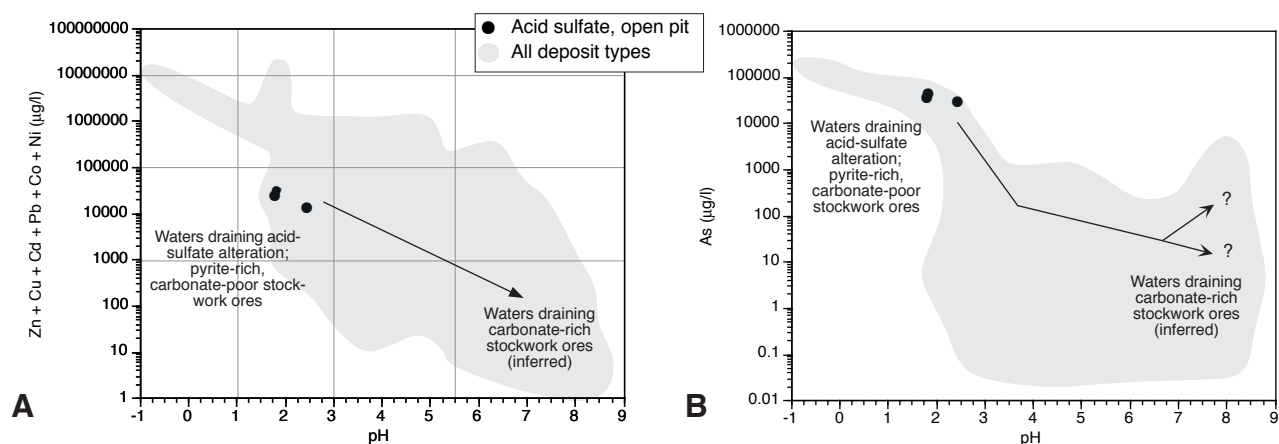 Acid sulfate, open pit
All deposit types
Zn + Cu + Cd + Pb + Co + Ni (µg/l)
100000000
10000000
1000000
100000
10000
1000
100
10
1
Waters draining acid-
sulfate alteration;
pyrite-rich,
carbonate-poor stock-
work ores
Waters draining
carbonate-rich
stockwork ores
(inferred)
-1 0 1 2 3 4 5 6 7 8 9
pH
A
As (µg/l)
1000000
100000
10000
1000
100
10
1
0.1
0.01
Waters draining
acid-sulfate
alteration;
pyrite-rich,
carbonate-poor
stockwork ores
?
?
Waters draining
carbonate-rich
stockwork ores
(inferred)
-1 0 1 2 3 4 5 6 7 8 9
pH
B